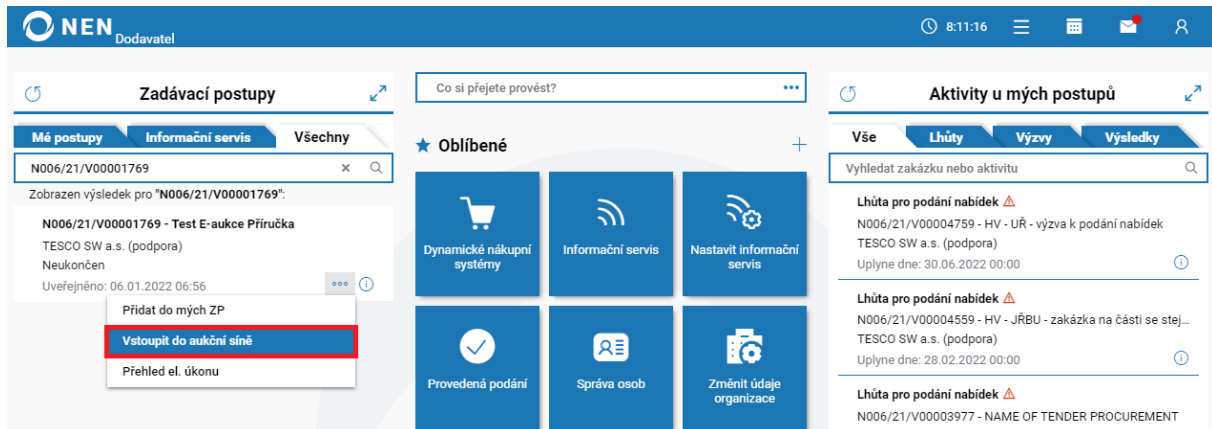 NEN Dodavatel
8:11:16
Zadávací postupy
Mé postupy Informační servis Všechny
N006/21/V00001769
Zobrazen výsledek pro "N006/21/V00001769":
N006/21/V00001769 - Test E-aukce Příručka
TESCO SW a.s. (podpora)
Neukončen
Uveřejněno: 06.01.2022 06:56
Přidat do mých ZP
Vstoupit do aukční síně
Přehled el. úkonu
Co si přejete provést?
Oblíbené
Dynamické nákupní
systémy
Informační servis
Nastavit informační
servis
Provedená podání
Správa osob
Změnit údaje
organizace
Aktivity u mých postupů
Vše Lhůty Výzvy Výsledky
Vyhledat zakázku nebo aktivitu
Lhůta pro podání nabídek
N006/21/V00004759 - HV - UŘ - výzva k podání nabídek
TESCO SW a.s. (podpora)
Uplyne dne: 30.06.2022 00:00
Lhůta pro podání nabídek
N006/21/V00004559 - HV - JŘBU - zakázka na části se stej...
TESCO SW a.s. (podpora)
Uplyne dne: 28.02.2022 00:00
Lhůta pro podání nabídek
N006/21/V00003977 - NAME OF TENDER PROCUREMENT